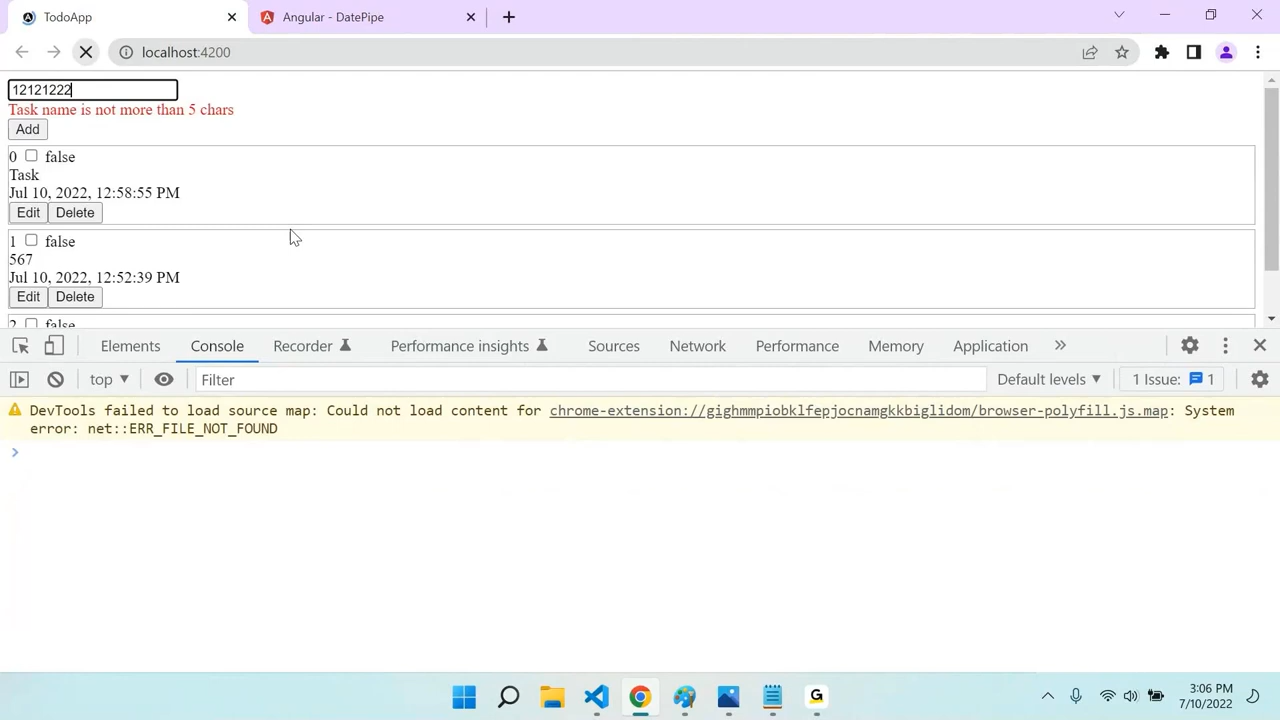 TodoApp
Angular - DatePipe
localhost:4200
12121222
Task name is not more than 5 chars
Add
0 false
Task
Jul 10, 2022, 12:58:55 PM
Edit Delete
1 false
567
Jul 10, 2022, 12:52:39 PM
Edit Delete
2 false
Elements Console Recorder Performance insights Sources Network Performance Memory Application »
top Filter Default levels 1 Issue: 1
DevTools failed to load source map: Could not load content for chrome-extension://gighmmpiobklfepjocnamgkkbiglidom/browser-polyfill.js.map: System
error: net::ERR_FILE_NOT_FOUND
G
3:06 PM
7/10/2022